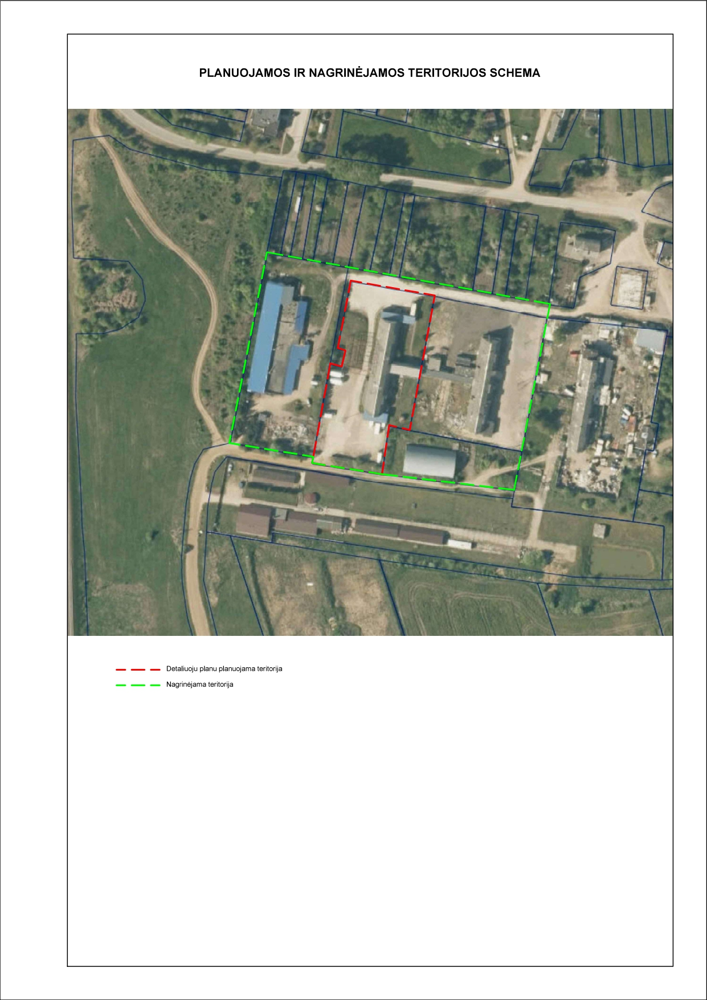 PLANUOJAMOS IR NAGRINĖJAMOS TERITORIJOS SCHEMA
Detaliuoju planu planuojama teritorija
Nagrinėjama teritorija